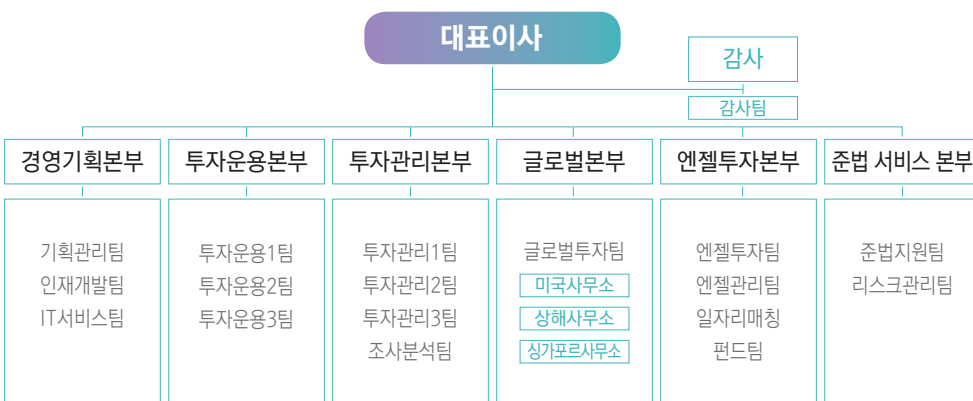 대표이사
감사
감사팀
경영기획본부
투자운용본부
투자관리본부
글로벌본부
엔젤투자본부
준법 서비스 본부
기획관리팀
인재개발팀
IT서비스팀
투자운용1팀
투자운용2팀
투자운용3팀
투자관리1팀
투자관리2팀
투자관리3팀
조사분석팀
글로벌투자팀
미국사무소
상해사무소
싱가포르사무소
엔젤투자팀
엔젤관리팀
일자리매칭
펀드팀
준법지원팀
리스크관리팀